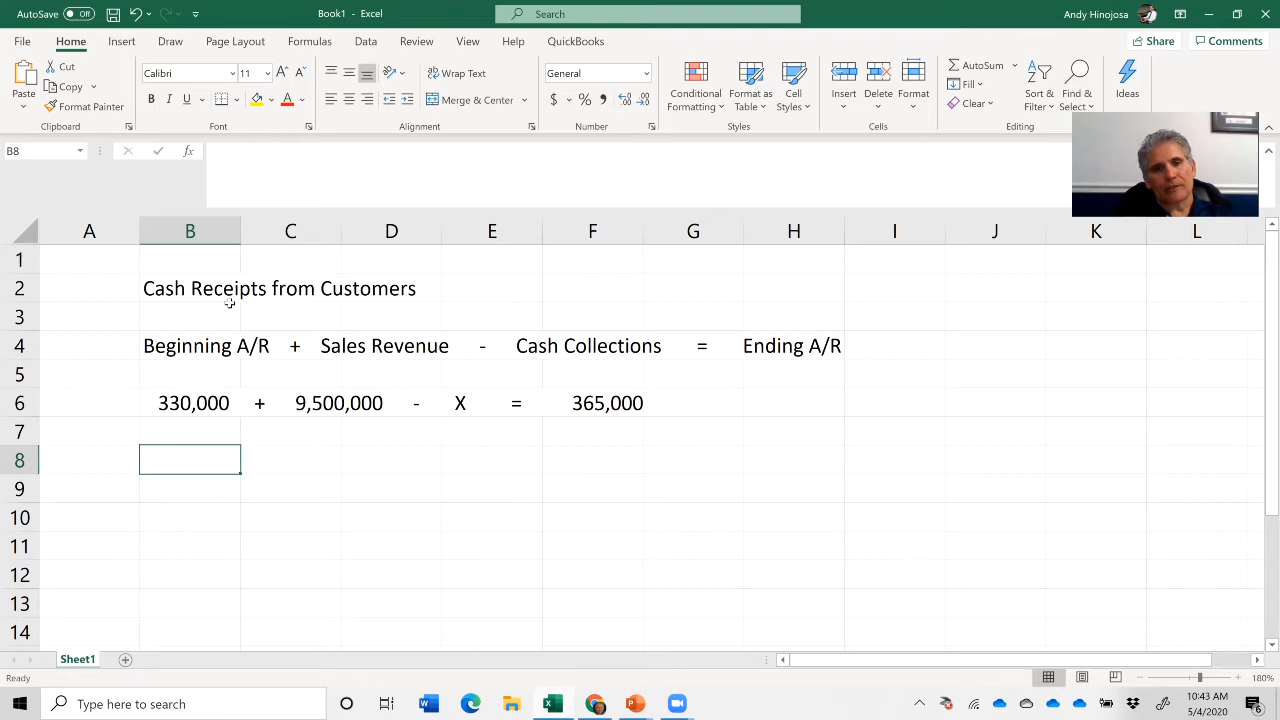 AutoSave Off Book1 - Excel Search Andy Hinojosa
File Home Insert Draw Page Layout Formulas Data Review View Help QuickBooks Share Comments
Paste Cut Copy Format Painter Clipboard
Calibri 11 A A B I U A Font
Wrap Text Merge & Center Alignment
General $ % , Number
Conditional Formatting Format as Table Cell Styles Styles
Insert Delete Format Cells
AutoSum Fill Clear Sort & Filter Find & Select Editing
Ideas
B8 fx
A B C D E F G H I J K L
1
2 Cash Receipts from Customers
3
4 Beginning A/R + Sales Revenue - Cash Collections = Ending A/R
5
6 330,000 + 9,500,000 - X = 365,000
7
8
9
10
11
12
13
14
Sheet1
Ready 180%
Type here to search 10:43 AM
5/4/2020 6